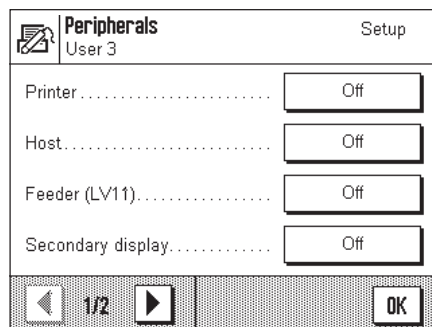 Peripherals Setup
User 3
Printer........................ Off
Host........................... Off
Feeder (LV11)................. Off
Secondary display............. Off
1/2 OK